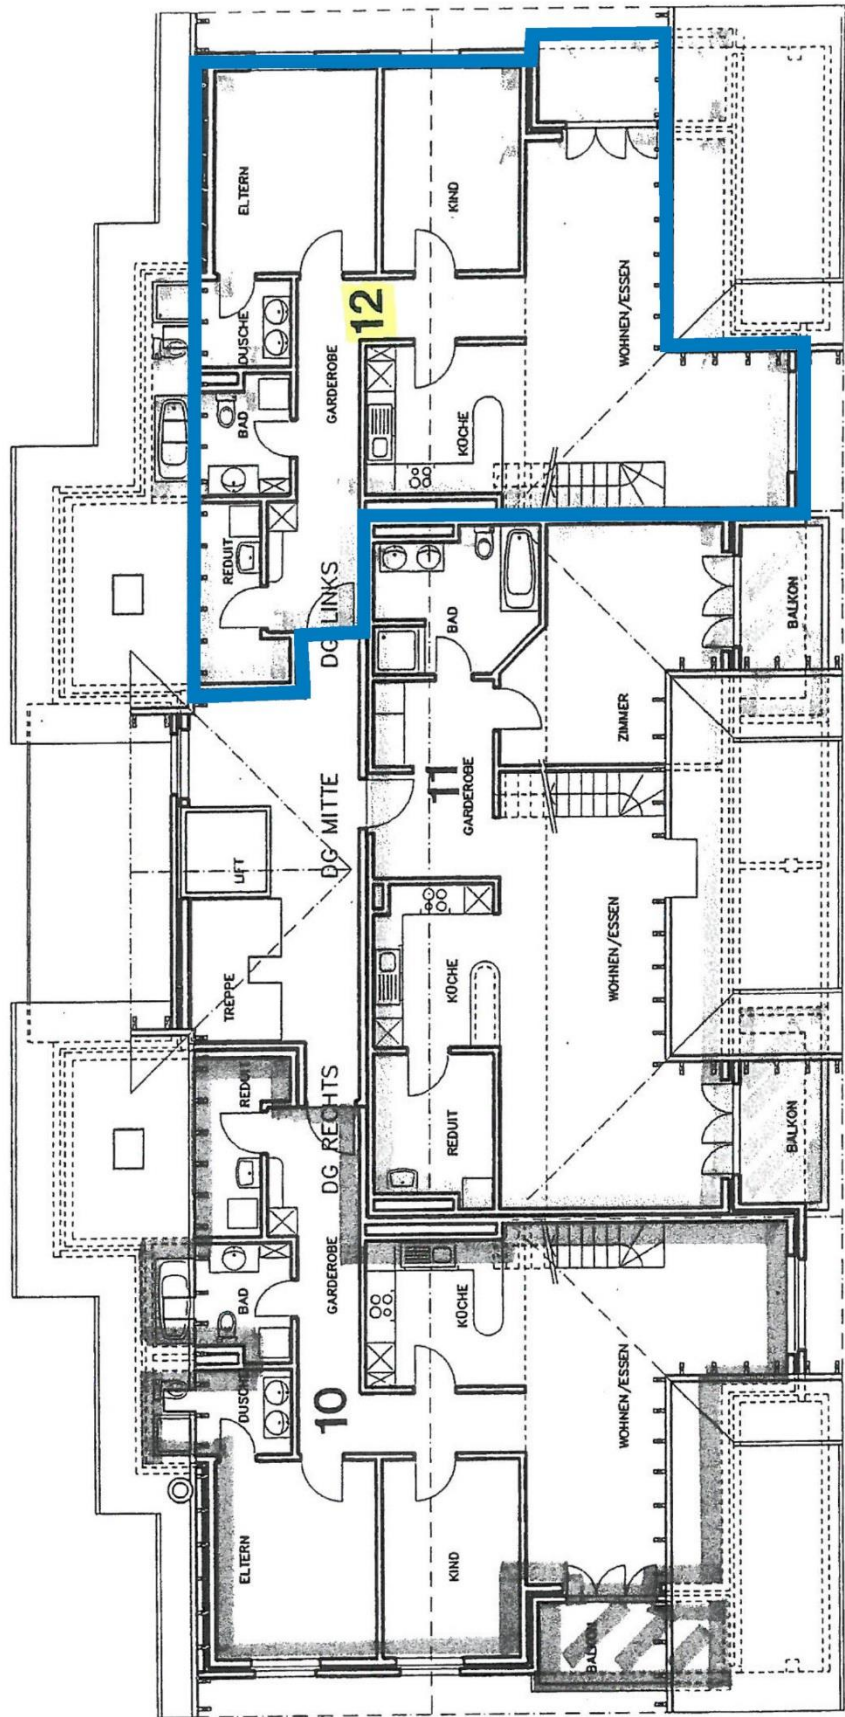 ELTERN
KIND
DUSCHE
12
BAD
GARDEROBE
KÜCHE
WOHNEN/ESSEN
REDUIT
DG LINKS
BAD
ZIMMER
BALKON
11
GARDEROBE
LIFT
DG MITTE
TREPPE
KÜCHE
WOHNEN/ESSEN
REDUIT
DG RECHTS
REDUIT
BALKON
BAD
GARDEROBE
KÜCHE
DUSCHE
10
WOHNEN/ESSEN
ELTERN
KIND
BALKON